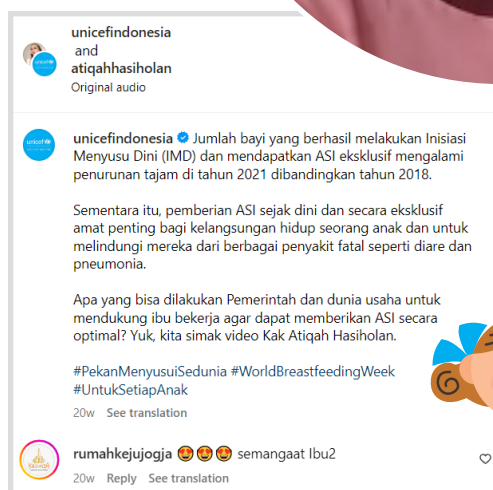 unicefindonesia
and
atiqahhasiholan
Original audio
unicef
unicef
unicefindonesia Jumlah bayi yang berhasil melakukan Inisiasi
Menyusu Dini (IMD) dan mendapatkan ASI eksklusif mengalami
penurunan tajam di tahun 2021 dibandingkan tahun 2018.
Sementara itu, pemberian ASI sejak dini dan secara eksklusif
amat penting bagi kelangsungan hidup seorang anak dan untuk
melindungi mereka dari berbagai penyakit fatal seperti diare dan
pneumonia.
Apa yang bisa dilakukan Pemerintah dan dunia usaha untuk
mendukung ibu bekerja agar dapat memberikan ASI secara
optimal? Yuk, kita simak video Kak Atiqah Hasiholan.
#PekanMenyusuiSedunia #WorldBreastfeedingWeek
#UntukSetiapAnak
20w See translation
rumahkejujogja 😍😍😍 semangaat Ibu2
20w Reply See translation